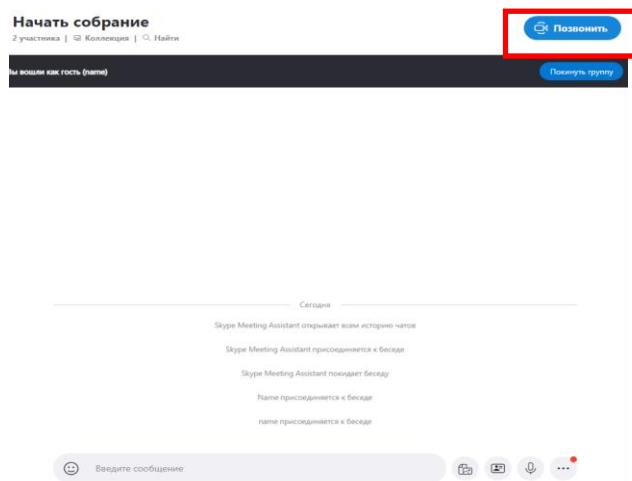 Начать собрание
Позвонить
2 участника | Коллекция | Найти
Вы вошли как гость (name)
Покинуть группу
Сегодня
Skype Meeting Assistant открывает всем историю чатов
Skype Meeting Assistant присоединяется к беседе
Skype Meeting Assistant покидает беседу
Name присоединяется к беседе
name присоединяется к беседе
Введите сообщение